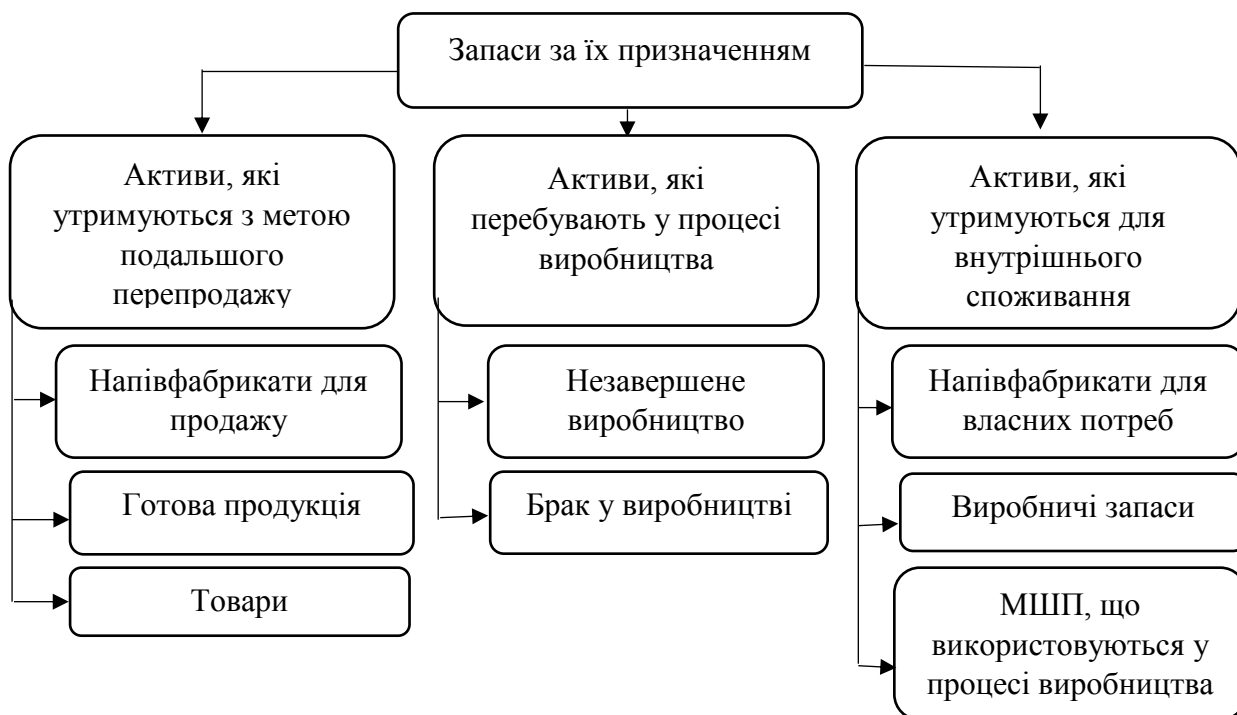 Запаси за їх призначенням
Активи, які
утримуються з метою
подальшого
перепродажу
Напівфабрикати для
продажу
Готова продукція
Товари
Активи, які
перебувають у процесі
виробництва
Незавершене
виробництво
Брак у виробництві
Активи, які
утримуються для
внутрішнього
споживання
Напівфабрикати для
власних потреб
Виробничі запаси
МШП, що
використовуються у
процесі виробництва